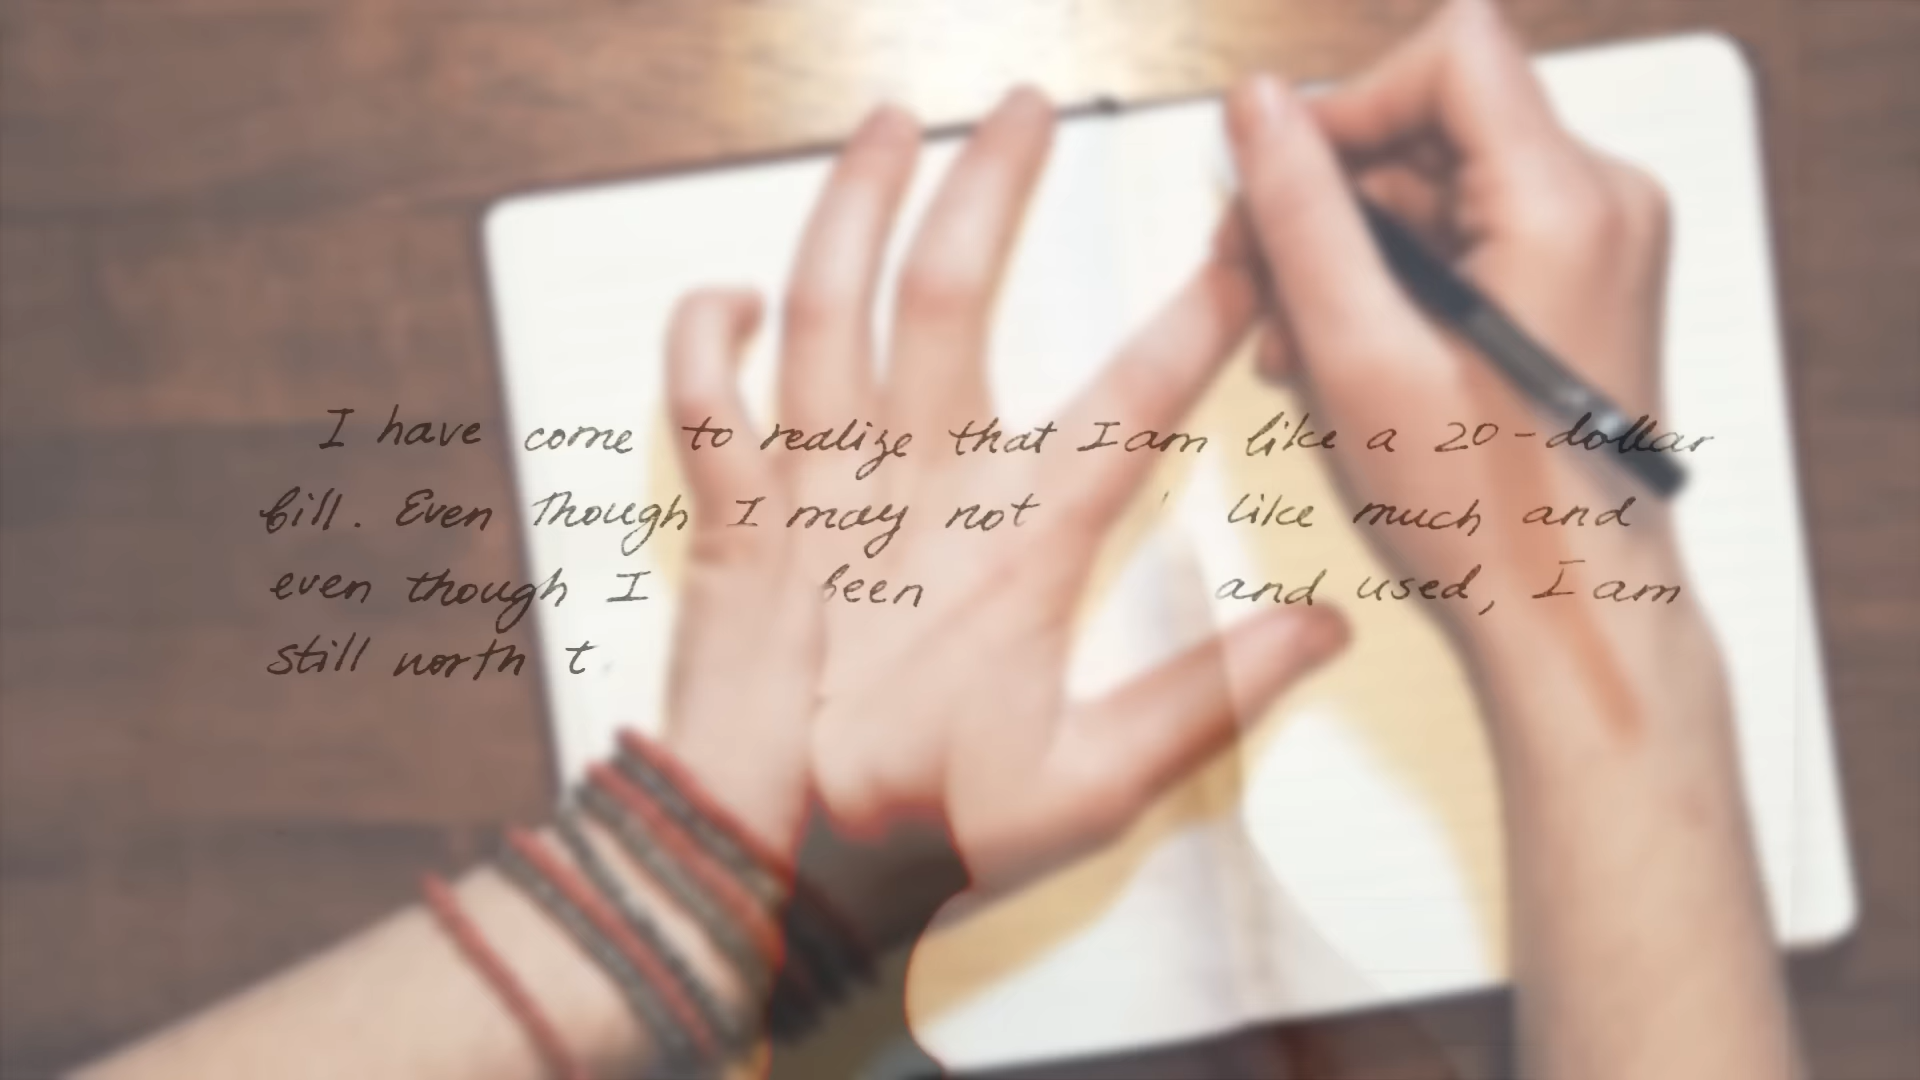 I have come to realize that I am like a 20-dollar
bill. Even though I may not like much and
even though I been and used, I am
still north t